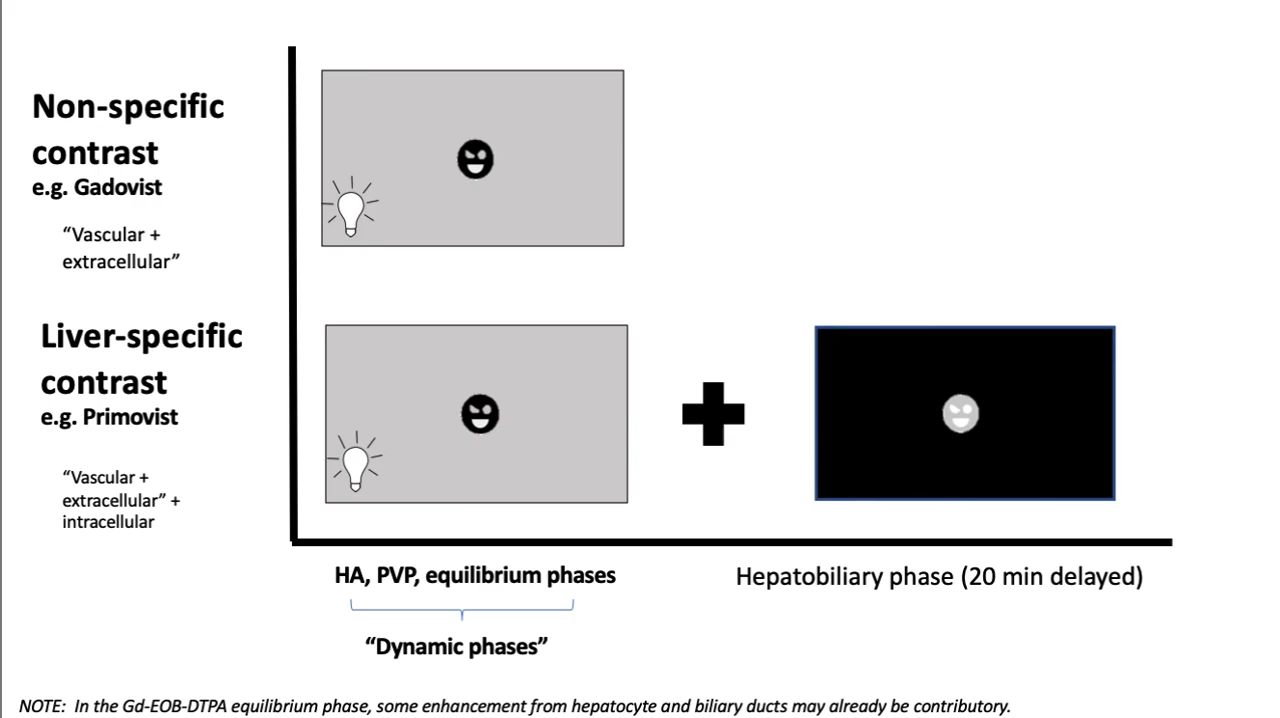 Non-specific
contrast
e.g. Gadovist
“Vascular +
extracellular”
Liver-specific
contrast
e.g. Primovist
“Vascular +
extracellular” +
intracellular
HA, PVP, equilibrium phases
“Dynamic phases”
Hepatobiliary phase (20 min delayed)
NOTE:  In the Gd-EOB-DTPA equilibrium phase, some enhancement from hepatocyte and biliary ducts may already be contributory.